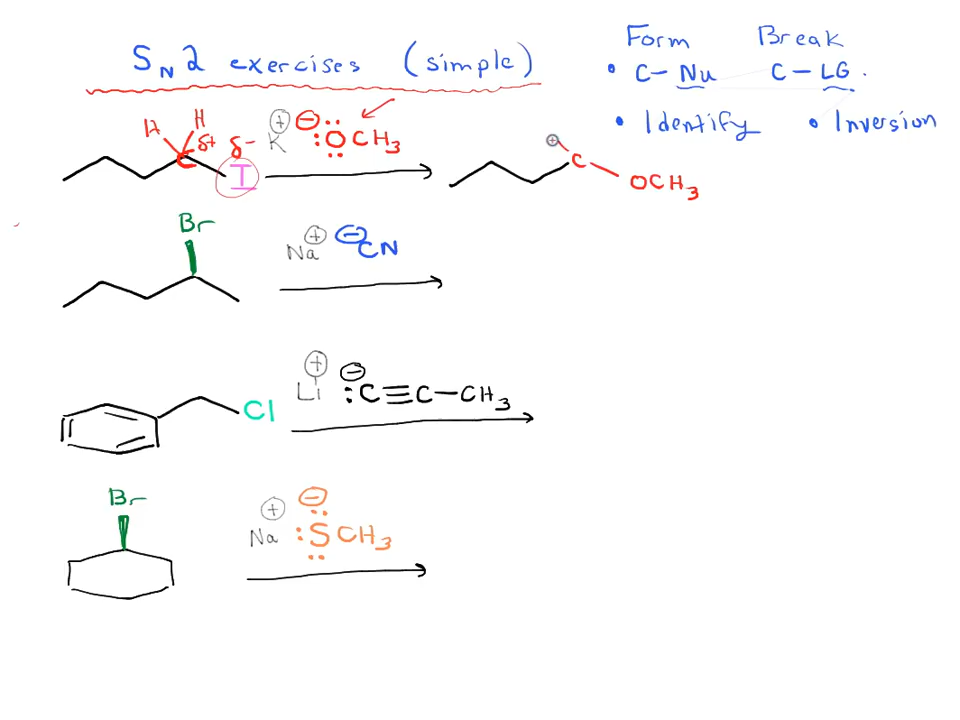 SN2 exercises (simple)
Form Break
• C–Nu C–LG.
• Identify • Inversion
H H
δ+ δ-
C I
K⊕ ⊖:OCH3
C
OCH3
Br
Na⊕ ⊖CN
Li⊕ ⊖:C≡C–CH3
Cl
Br
Na⊕ ⊖:SCH3